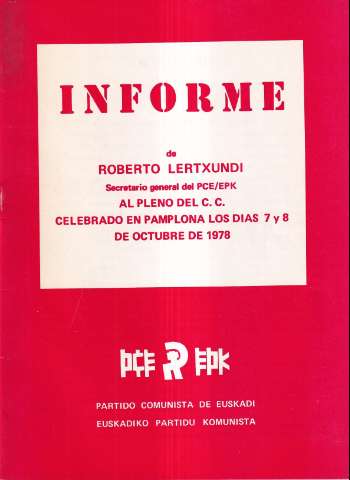 INFORME
de
ROBERTO LERTXUNDI
Secretario general del PCE/EPK
AL PLENO DEL C. C.
CELEBRADO EN PAMPLONA LOS DIAS 7 y 8
DE OCTUBRE DE 1978
PCE EPK
PARTIDO COMUNISTA DE EUSKADI
EUSKADIKO PARTIDU KOMUNISTA